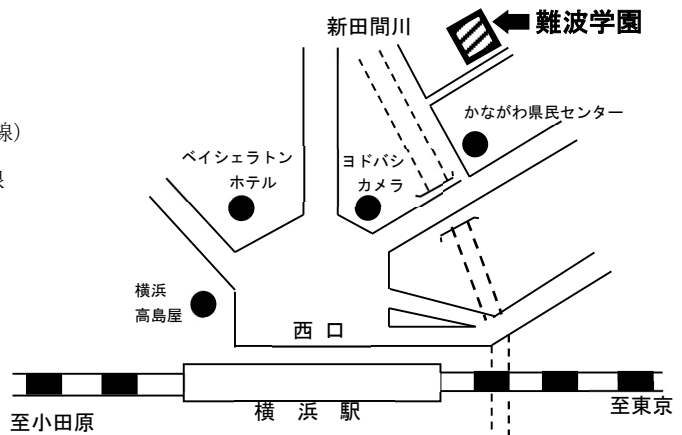 新田間川
難波学園
線）
かながわ県民センター
ベイシェラトン
ホテル
ヨドバシ
カメラ
横浜
高島屋
西口
横浜駅
至小田原
至東京